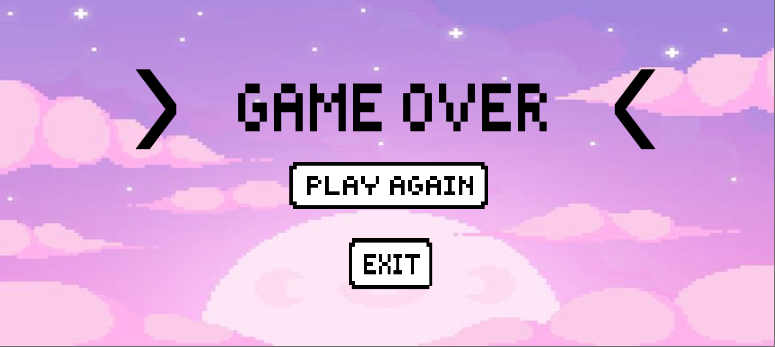 > GAME OVER <
PLAY AGAIN
EXIT